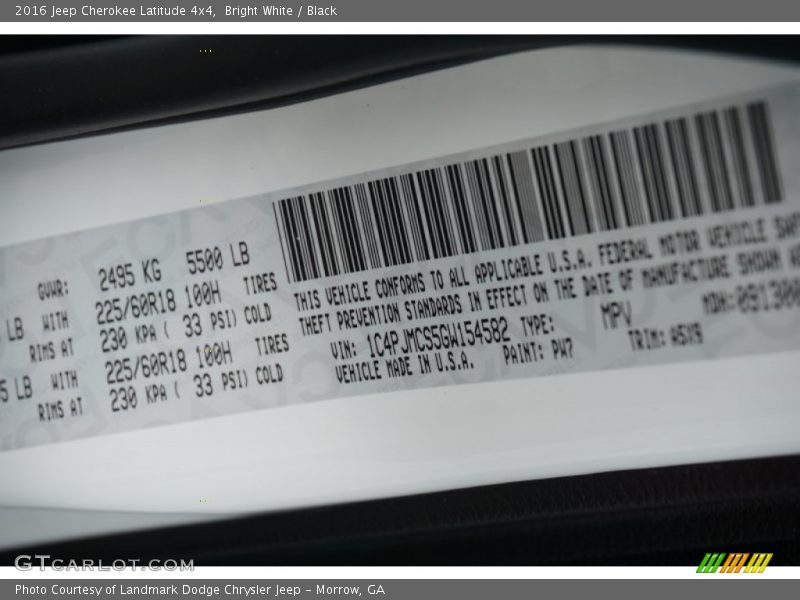 2016 Jeep Cherokee Latitude 4x4,  Bright White / Black
GVWR: 2495 KG 5500 LB
LB WITH 225/60R18 100H TIRES
RIMS AT 230 KPA ( 33 PSI) COLD
5 LB WITH 225/60R18 100H TIRES
RIMS AT 230 KPA ( 33 PSI) COLD
THIS VEHICLE CONFORMS TO ALL APPLICABLE U.S.A. FEDERAL MOTOR VEHICLE
THEFT PREVENTION STANDARDS IN EFFECT ON THE DATE OF MANUFACTURE SHOWN
VIN: 1C4PJMCS5GW154582 TYPE: MPV MDH:
VEHICLE MADE IN U.S.A. PAINT: PW7 TRIM: A5X9
GTCARLOT.COM
Photo Courtesy of Landmark Dodge Chrysler Jeep – Morrow, GA